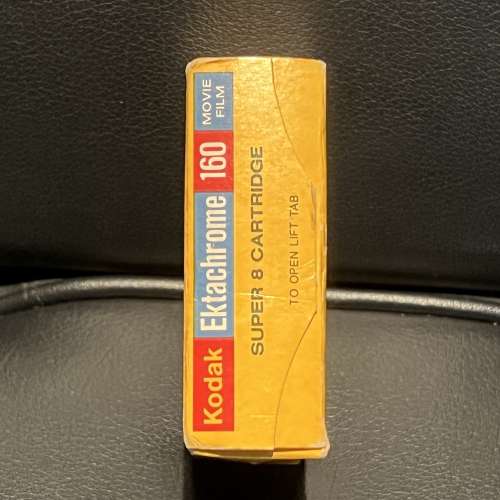 Kodak Ektachrome 160 MOVIE
FILM
SUPER 8 CARTRIDGE
TO OPEN LIFT TAB